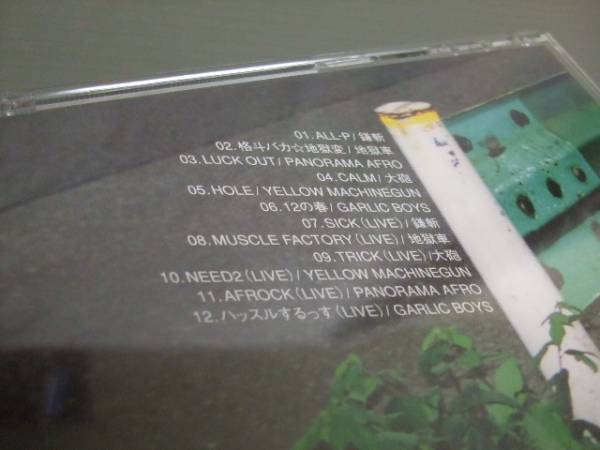 01. ALL-P / 鎌斬
02. 格斗バカ☆地獄変 / 地獄車
03. LUCK OUT / PANORAMA AFRO
04. CALM / 大砲
05. HOLE / YELLOW MACHINEGUN
06. 12の春 / GARLIC BOYS
07. SICK (LIVE) / 鎌斬
08. MUSCLE FACTORY (LIVE) / 地獄車
09. TRICK (LIVE) / 大砲
10. NEED2 (LIVE) / YELLOW MACHINEGUN
11. AFROCK (LIVE) / PANORAMA AFRO
12. ハッスルするっす (LIVE) / GARLIC BOYS